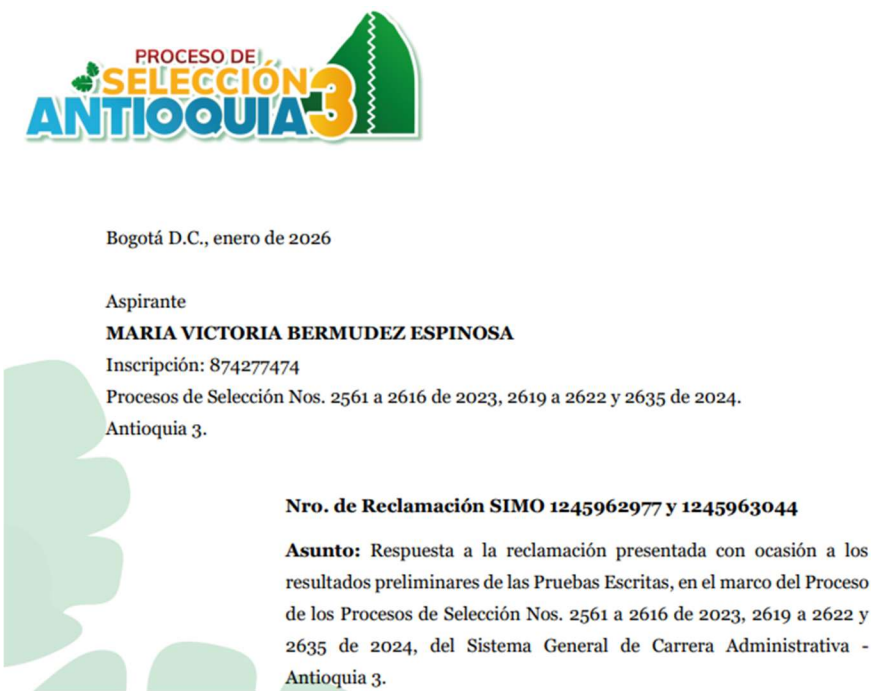 PROCESO DE
SELECCIÓN
ANTIOQUIA 3
Bogotá D.C., enero de 2026
Aspirante
MARIA VICTORIA BERMUDEZ ESPINOSA
Inscripción: 874277474
Procesos de Selección Nos. 2561 a 2616 de 2023, 2619 a 2622 y 2635 de 2024.
Antioquia 3.
Nro. de Reclamación SIMO 1245962977 y 1245963044
Asunto: Respuesta a la reclamación presentada con ocasión a los
resultados preliminares de las Pruebas Escritas, en el marco del Proceso
de los Procesos de Selección Nos. 2561 a 2616 de 2023, 2619 a 2622 y
2635 de 2024, del Sistema General de Carrera Administrativa -
Antioquia 3.